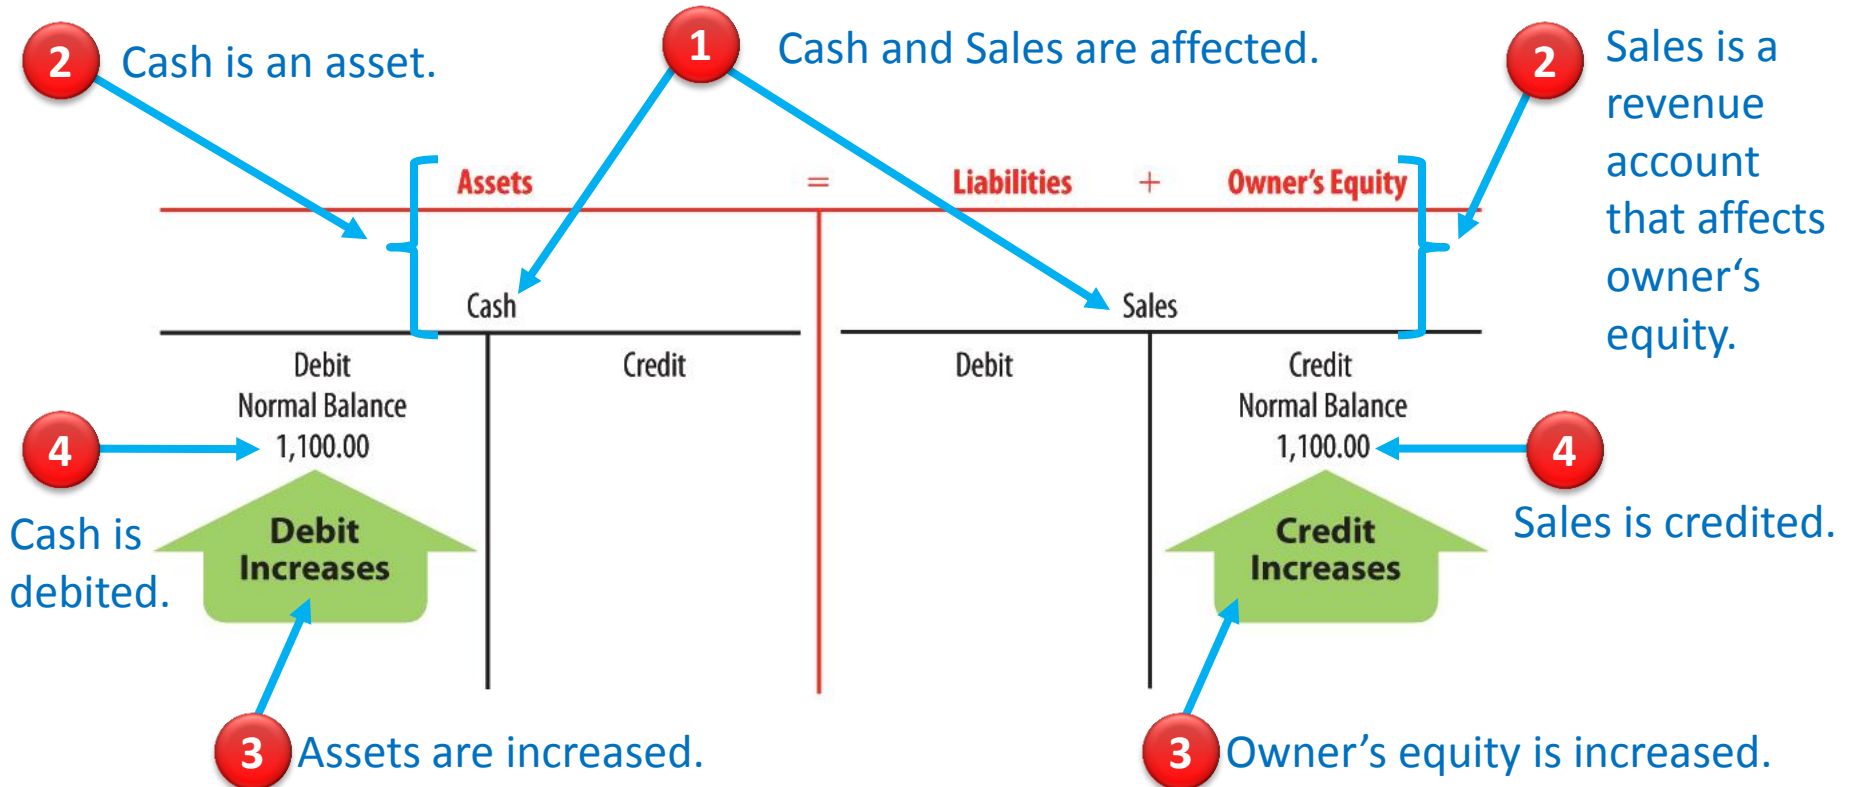 2 Cash is an asset.
1 Cash and Sales are affected.
2 Sales is a
revenue
account
that affects
owner‘s
equity.
Assets = Liabilities + Owner's Equity
Cash
Sales
Debit Credit Debit Credit
Normal Balance Normal Balance
4 1,100.00 1,100.00 4
Cash is
debited.
Debit
Increases
Credit
Increases
Sales is credited.
3 Assets are increased.
3 Owner’s equity is increased.